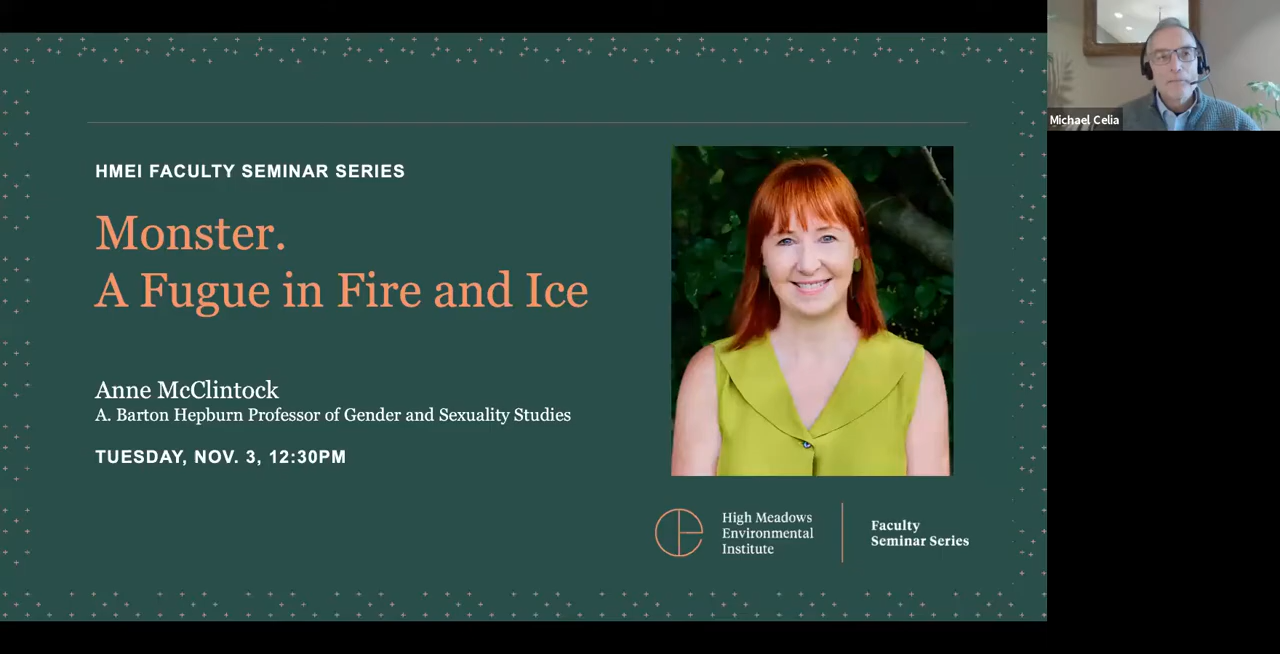 HMEI FACULTY SEMINAR SERIES
Monster.
A Fugue in Fire and Ice
Anne McClintock
A. Barton Hepburn Professor of Gender and Sexuality Studies
TUESDAY, NOV. 3, 12:30PM
High Meadows
Environmental
Institute
Faculty
Seminar Series
Michael Celia